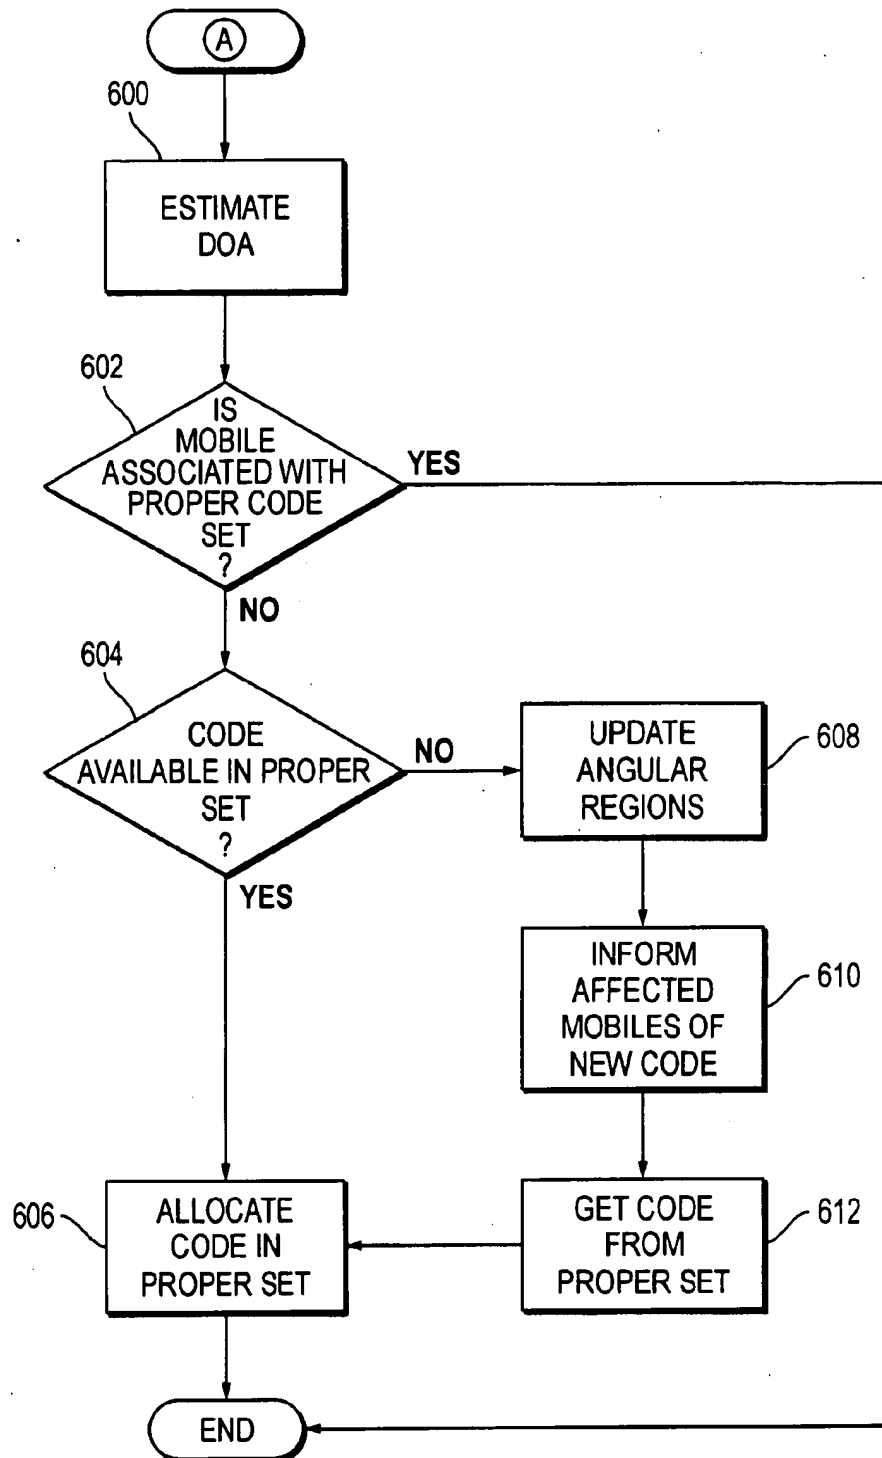 A
600
ESTIMATE
DOA
602
IS
MOBILE
ASSOCIATED WITH
PROPER CODE
SET
?
YES
NO
604
CODE
AVAILABLE IN PROPER
SET
?
NO
YES
UPDATE
ANGULAR
REGIONS
608
INFORM
AFFECTED
MOBILES OF
NEW CODE
610
606
ALLOCATE
CODE IN
PROPER SET
GET CODE
FROM
PROPER SET
612
END